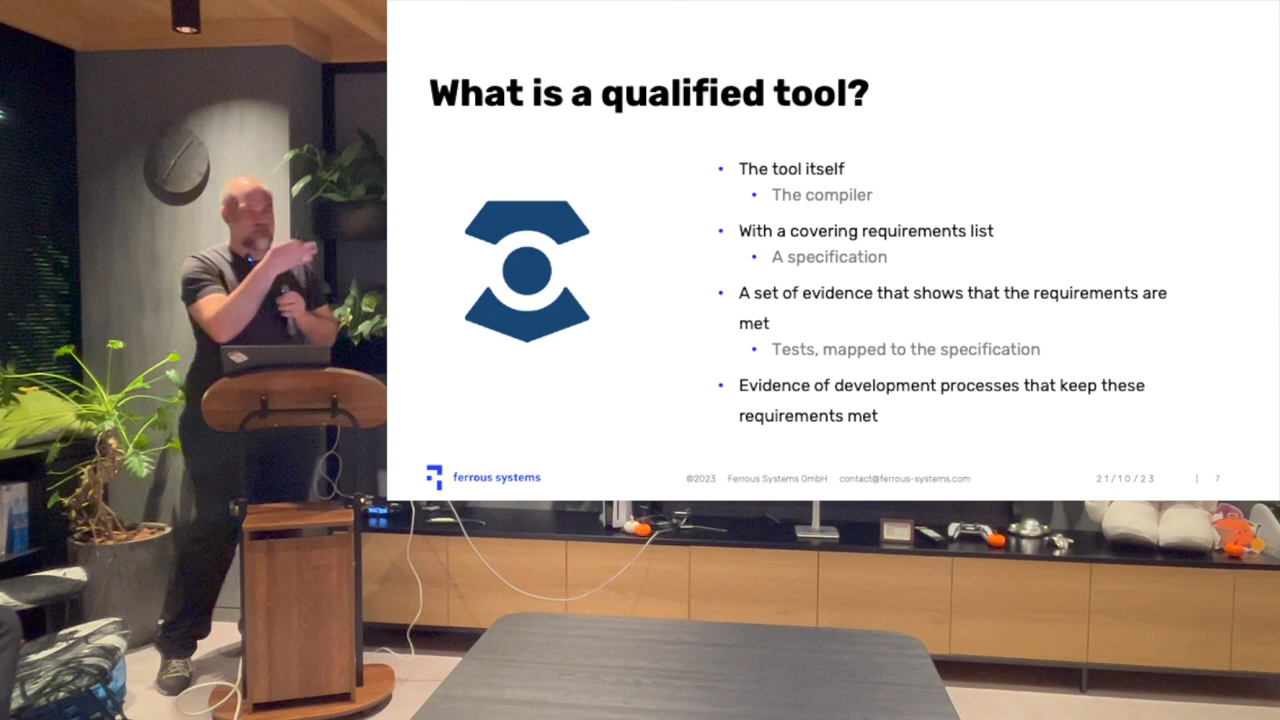 What is a qualified tool?
• The tool itself
• The compiler
• With a covering requirements list
• A specification
• A set of evidence that shows that the requirements are
met
• Tests, mapped to the specification
• Evidence of development processes that keep these
requirements met
ferrous systems
©2023 Ferrous Systems GmbH contact@ferrous-systems.com
21/10/23 | 7